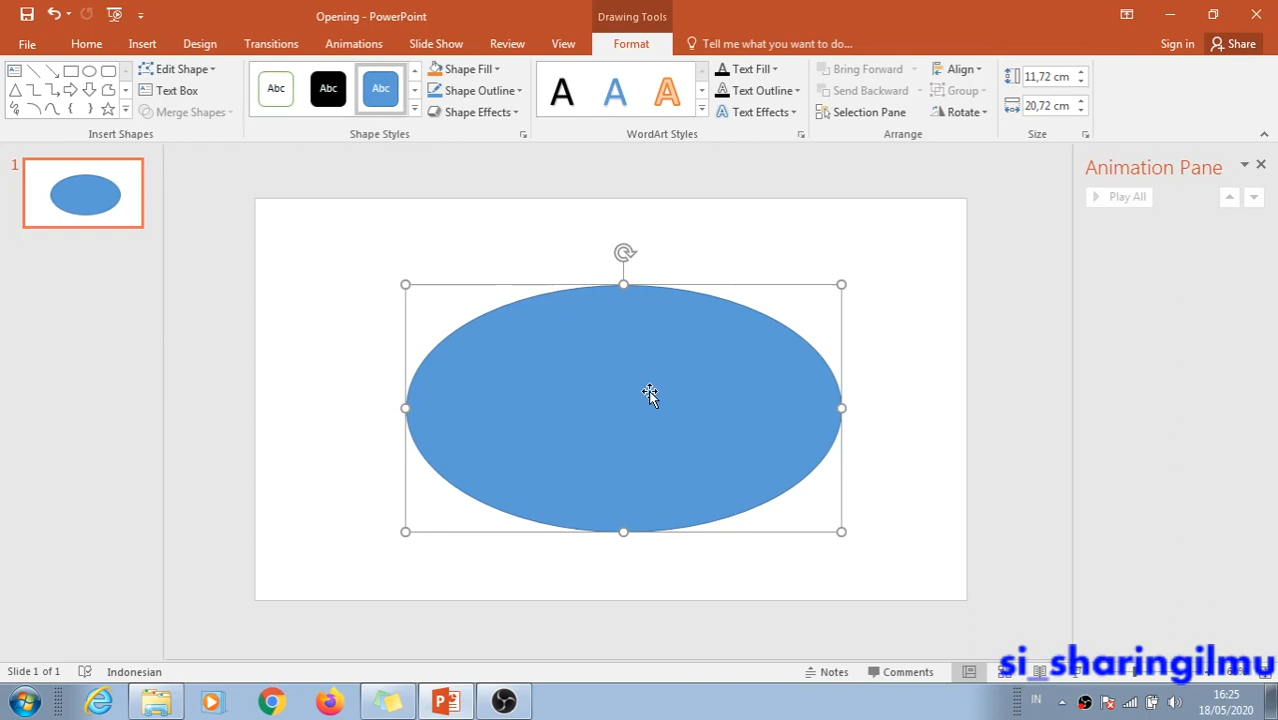 Opening - PowerPoint
Drawing Tools
File
Home
Insert
Design
Transitions
Animations
Slide Show
Review
View
Format
Tell me what you want to do...
Sign in
Share
Edit Shape
Text Box
Merge Shapes
Insert Shapes
Abc
Abc
Abc
Shape Fill
Shape Outline
Shape Effects
Shape Styles
A
A
A
Text Fill
Text Outline
Text Effects
WordArt Styles
Bring Forward
Send Backward
Selection Pane
Align
Group
Rotate
Arrange
11,72 cm
20,72 cm
Size
1
Animation Pane
Play All
Slide 1 of 1
Indonesian
Notes
Comments
si_sharingilmu
IN
16:25
18/05/2020